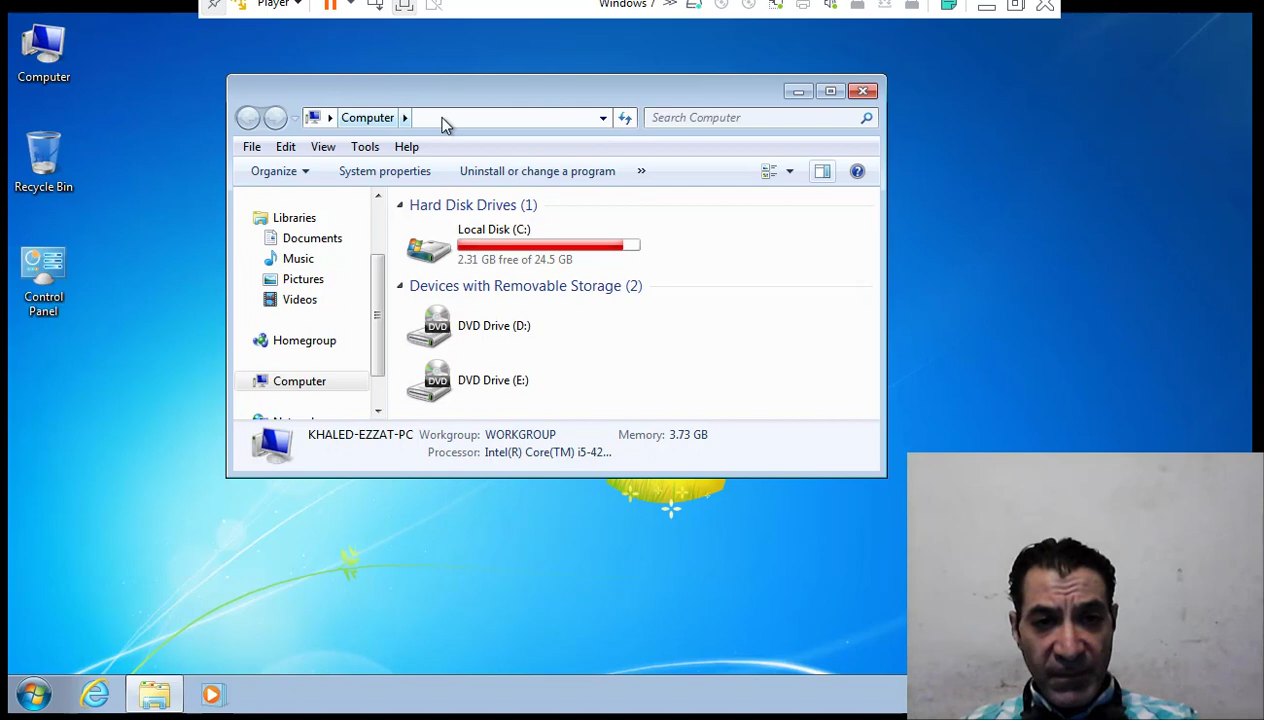 Player
Windows 7
Computer
Recycle Bin
Control
Panel
Computer
Search Computer
File Edit View Tools Help
Organize System properties Uninstall or change a program »
Libraries
Documents
Music
Pictures
Videos
Homegroup
Computer
Hard Disk Drives (1)
Local Disk (C:)
2.31 GB free of 24.5 GB
Devices with Removable Storage (2)
DVD
DVD Drive (D:)
DVD
DVD Drive (E:)
KHALED-EZZAT-PC Workgroup: WORKGROUP Memory: 3.73 GB
Processor: Intel(R) Core(TM) i5-42...